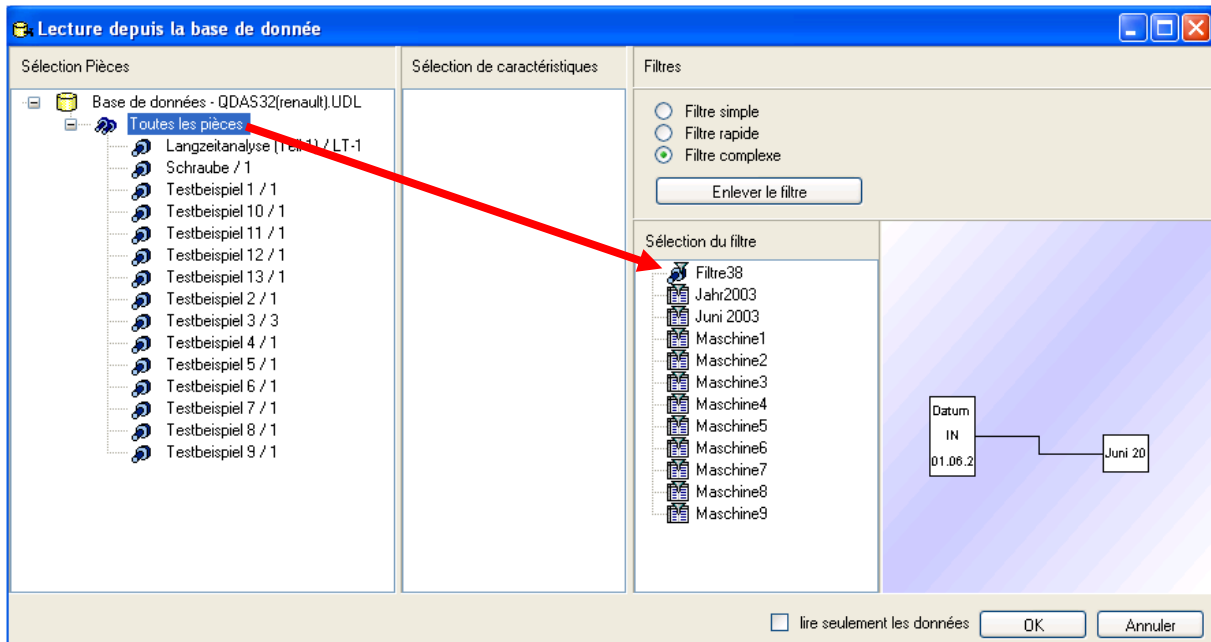 Lecture depuis la base de donnée
Sélection Pièces
Sélection de caractéristiques
Filtres
Base de données - QDAS32(renault).UDL
Toutes les pièces
Langzeitanalyse (Teil 1) / LT-1
Schraube / 1
Testbeispiel 1 / 1
Testbeispiel 10 / 1
Testbeispiel 11 / 1
Testbeispiel 12 / 1
Testbeispiel 13 / 1
Testbeispiel 2 / 1
Testbeispiel 3 / 3
Testbeispiel 4 / 1
Testbeispiel 5 / 1
Testbeispiel 6 / 1
Testbeispiel 7 / 1
Testbeispiel 8 / 1
Testbeispiel 9 / 1
Filtre simple
Filtre rapide
Filtre complexe
Enlever le filtre
Sélection du filtre
Filtre38
Jahr2003
Juni 2003
Maschine1
Maschine2
Maschine3
Maschine4
Maschine5
Maschine6
Maschine7
Maschine8
Maschine9
Datum
IN
01.06.2
Juni 20
lire seulement les données
OK
Annuler